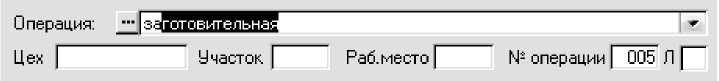 Операция: ... заготовительная
Цех Участок Раб.место № операции 005 Л